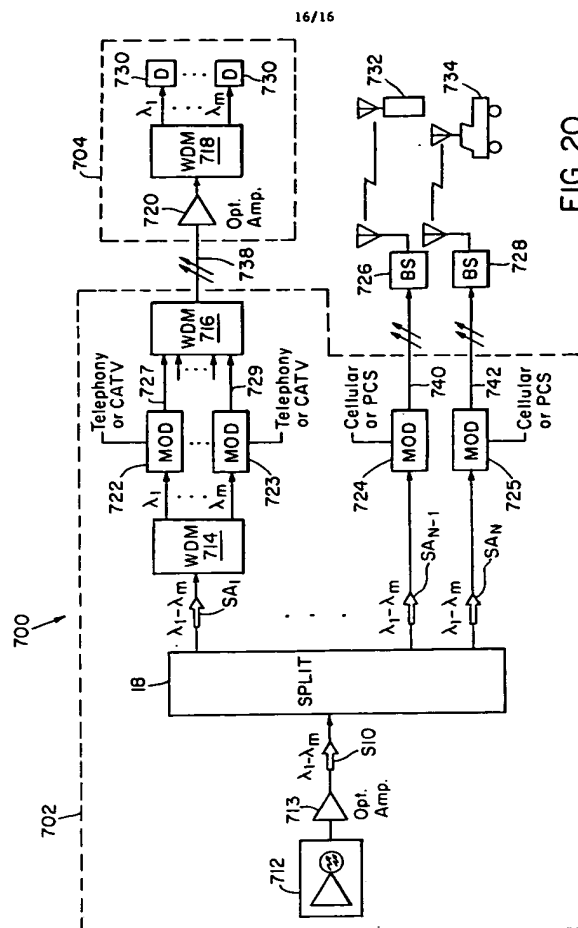 16/16
700
702
704
712
713
Opt. Amp.
λ1-λm
S10
18
SPLIT
λ1-λm
SA1
WDM
714
λ1
λm
Telephony
or CATV
722
MOD
727
MOD
723
729
Telephony
or CATV
WDM
716
738
720
Opt.
Amp.
WDM
718
λ1
λm
730
D
D
730
λ1-λm
SAN-1
Cellular
or PCS
724
MOD
740
726
BS
732
λ1-λm
SAN
MOD
725
Cellular
or PCS
742
BS
728
734
FIG. 20